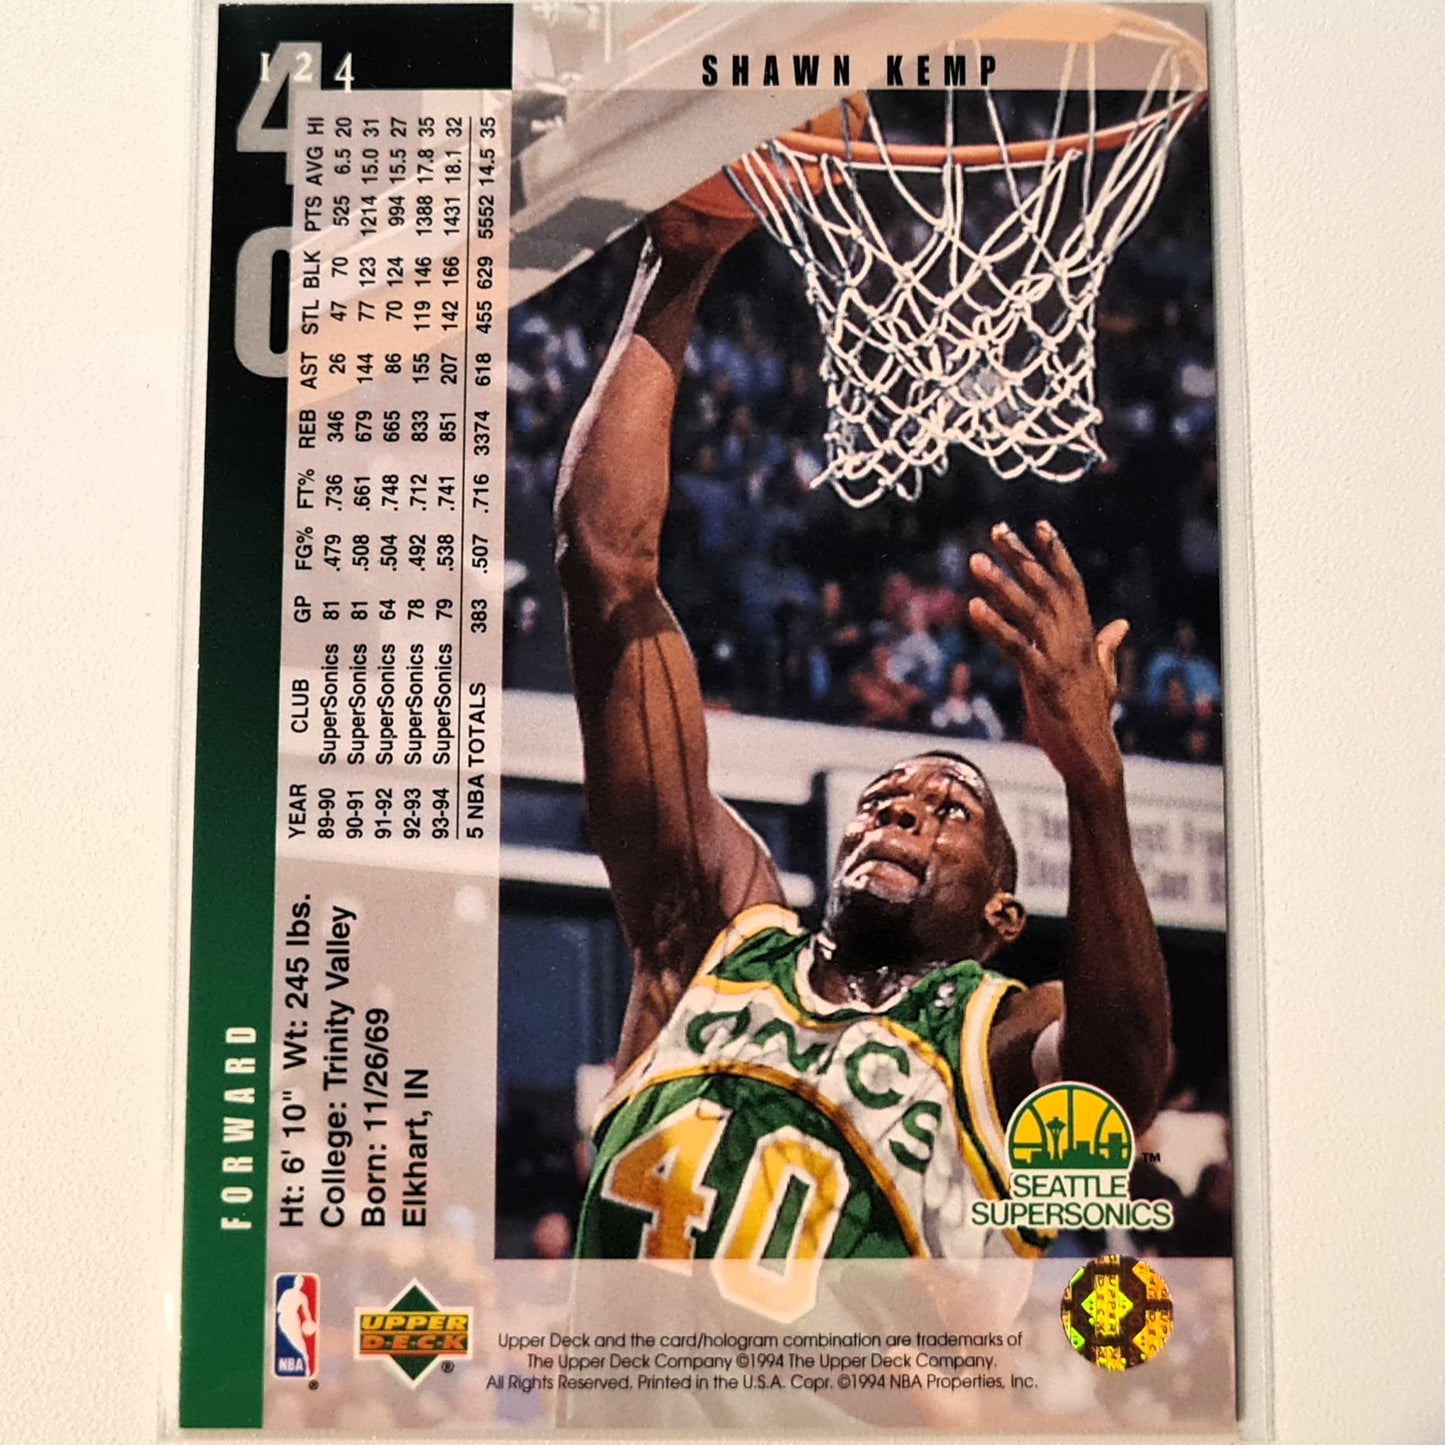 124
40
SHAWN KEMP
YEAR CLUB GP FG% FT% REB AST STL BLK PTS AVG HI
89-90 SuperSonics 81 .479 .736 346 26 47 70 525 6.5 20
90-91 SuperSonics 81 .508 .661 679 144 77 123 1214 15.0 31
91-92 SuperSonics 64 .504 .748 665 86 70 124 994 15.5 27
92-93 SuperSonics 78 .492 .712 833 155 119 146 1388 17.8 35
93-94 SuperSonics 79 .538 .741 851 207 142 166 1431 18.1 32
5 NBA TOTALS 383 .507 .716 3374 618 455 629 5552 14.5 35
FORWARD
Ht: 6' 10" Wt: 245 lbs.
College: Trinity Valley
Born: 11/26/69
Elkhart, IN
SONICS
40
SEATTLE
SUPERSONICS
™
NBA
®
UPPER
DECK
®
Upper Deck and the card/hologram combination are trademarks of
The Upper Deck Company ©1994 The Upper Deck Company.
All Rights Reserved. Printed in the U.S.A. Copr. ©1994 NBA Properties, Inc.